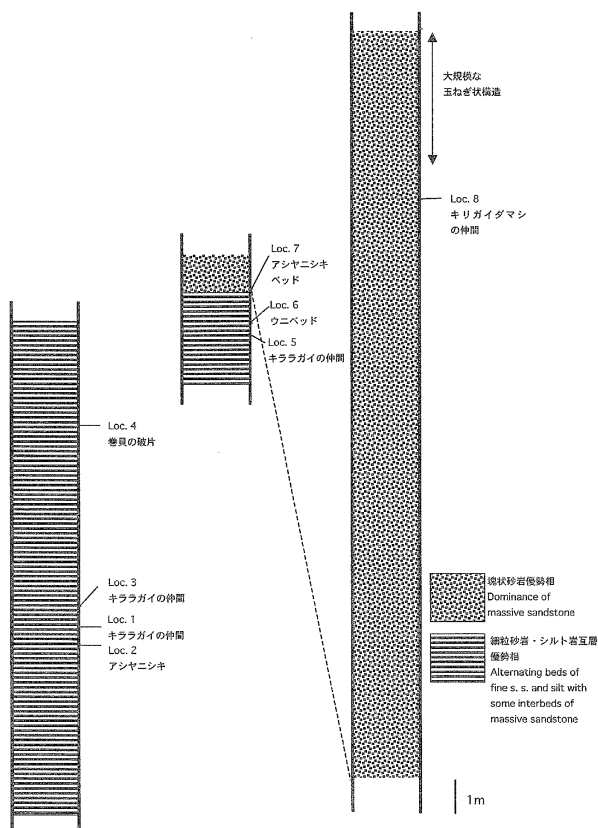 大規模な
玉ねぎ状構造
Loc. 8
キリガイダマシ
の仲間
Loc. 7
アシヤニシキ
ベッド
Loc. 6
ウニベッド
Loc. 5
キララガイの仲間
Loc. 4
巻貝の破片
Loc. 3
キララガイの仲間
Loc. 1
キララガイの仲間
Loc. 2
アシヤニシキ
塊状砂岩優勢相
Dominance of
massive sandstone
細粒砂岩・シルト岩互層
優勢相
Alternating beds of
fine s. s. and silt with
some interbeds of
massive sandstone
1m